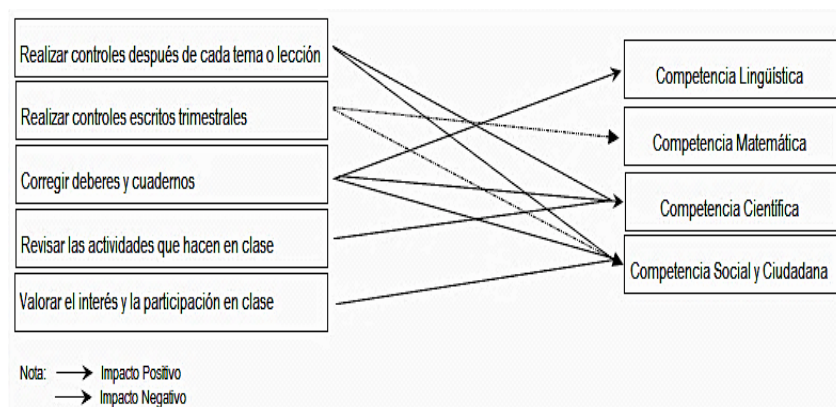 Realizar controles después de cada tema o lección
Realizar controles escritos trimestrales
Corregir deberes y cuadernos
Revisar las actividades que hacen en clase
Valorar el interés y la participación en clase
Competencia Lingüística
Competencia Matemática
Competencia Científica
Competencia Social y Ciudadana
Nota: Impacto Positivo
Impacto Negativo